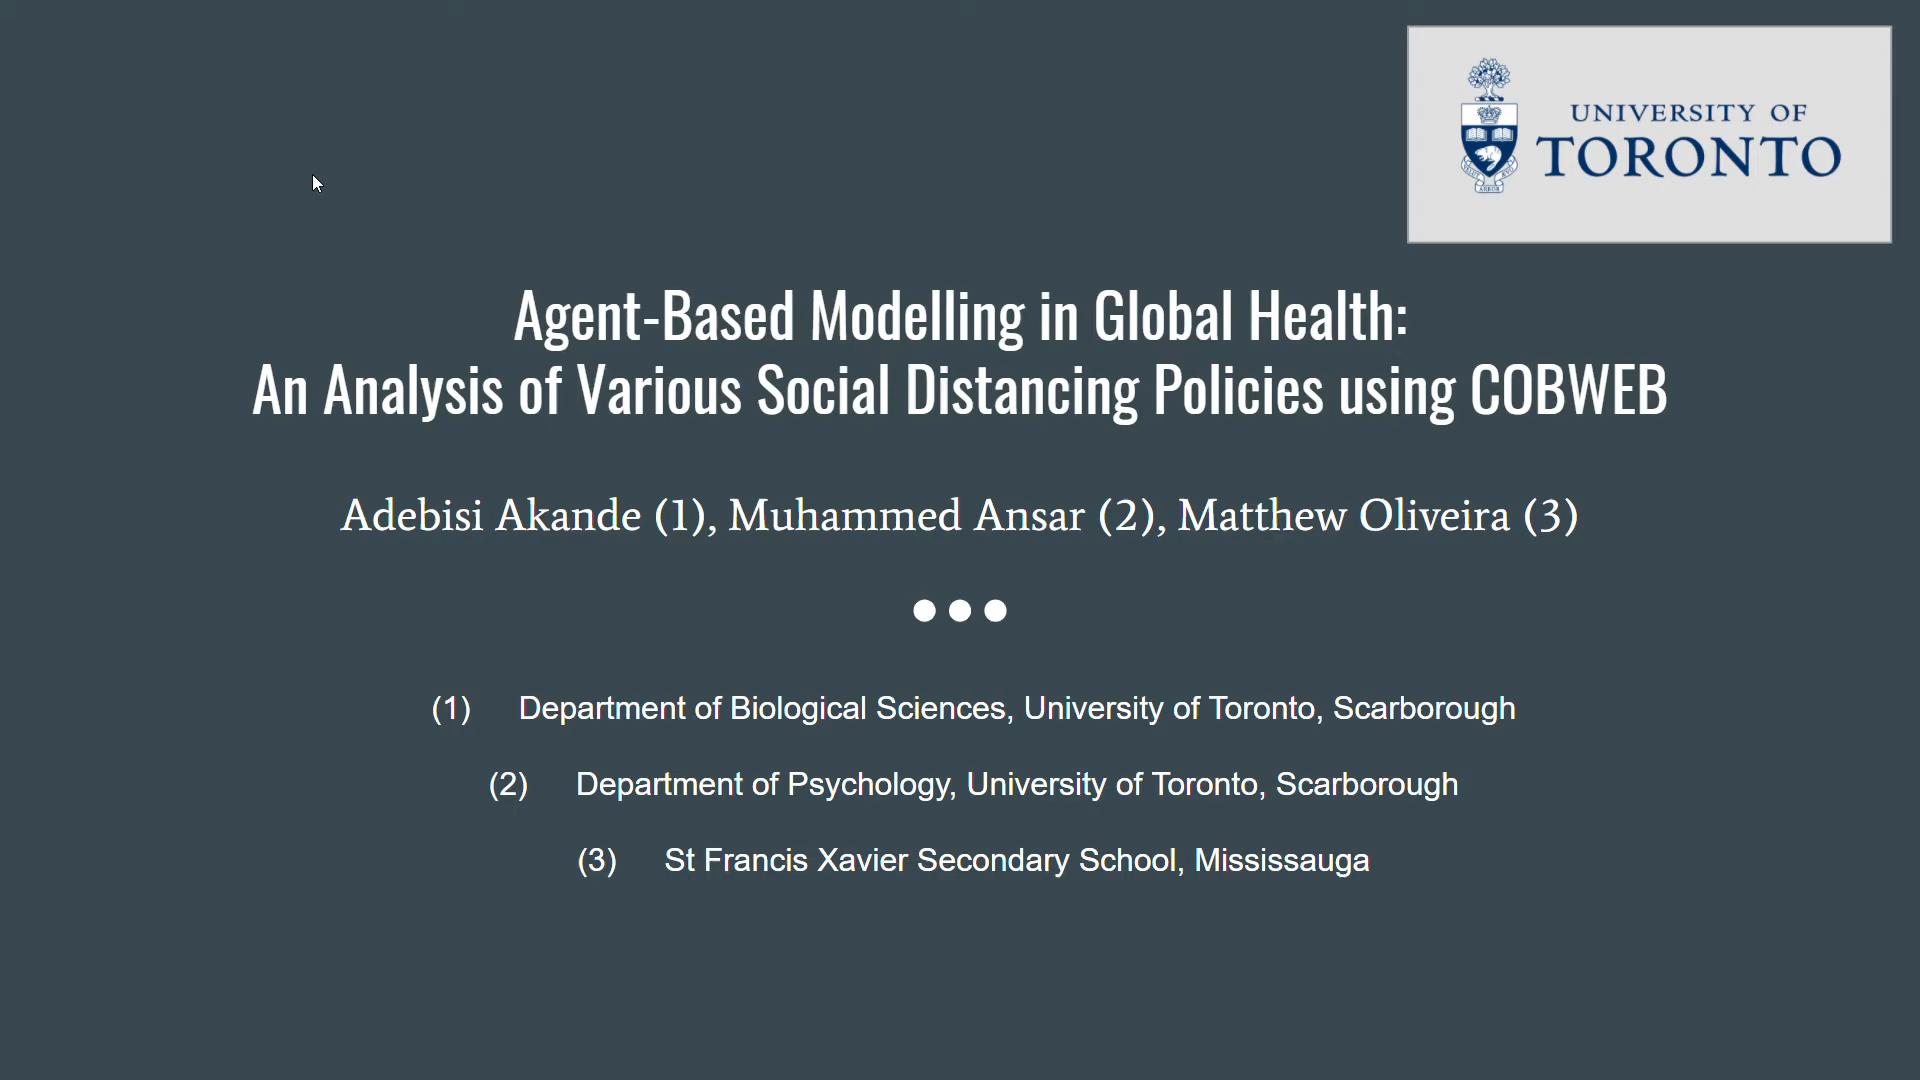 UNIVERSITY OF
TORONTO
Agent-Based Modelling in Global Health:
An Analysis of Various Social Distancing Policies using COBWEB
Adebisi Akande (1), Muhammed Ansar (2), Matthew Oliveira (3)
(1) Department of Biological Sciences, University of Toronto, Scarborough
(2) Department of Psychology, University of Toronto, Scarborough
(3) St Francis Xavier Secondary School, Mississauga